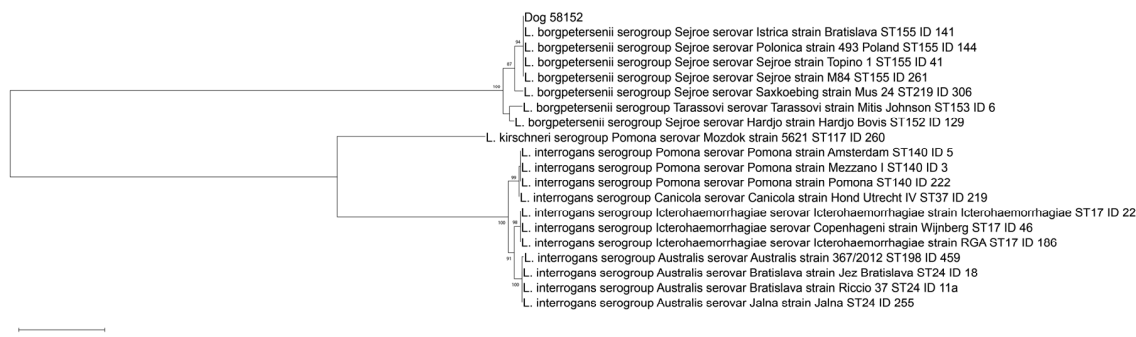 Dog 58152
L. borgpetersenii serogroup Sejroe serovar Istrica strain Bratislava ST155 ID 141
94
L. borgpetersenii serogroup Sejroe serovar Polonica strain 493 Poland ST155 ID 144
L. borgpetersenii serogroup Sejroe serovar Sejroe strain Topino 1 ST155 ID 41
87
L. borgpetersenii serogroup Sejroe serovar Sejroe strain M84 ST155 ID 261
100
L. borgpetersenii serogroup Sejroe serovar Saxkoebing strain Mus 24 ST219 ID 306
L. borgpetersenii serogroup Tarassovi serovar Tarassovi strain Mitis Johnson ST153 ID 6
L. borgpetersenii serogroup Sejroe serovar Hardjo strain Hardjo Bovis ST152 ID 129
L. kirschneri serogroup Pomona serovar Mozdok strain 5621 ST117 ID 260
L. interrogans serogroup Pomona serovar Pomona strain Amsterdam ST140 ID 5
L. interrogans serogroup Pomona serovar Pomona strain Mezzano I ST140 ID 3
99
L. interrogans serogroup Pomona serovar Pomona strain Pomona ST140 ID 222
L. interrogans serogroup Canicola serovar Canicola strain Hond Utrecht IV ST37 ID 219
L. interrogans serogroup Icterohaemorrhagiae serovar Icterohaemorrhagiae strain Icterohaemorrhagiae ST17 ID 22
98
100
L. interrogans serogroup Icterohaemorrhagiae serovar Copenhageni strain Wijnberg ST17 ID 46
L. interrogans serogroup Icterohaemorrhagiae serovar Icterohaemorrhagiae strain RGA ST17 ID 186
91
L. interrogans serogroup Australis serovar Australis strain 367/2012 ST198 ID 459
L. interrogans serogroup Australis serovar Bratislava strain Jez Bratislava ST24 ID 18
100
L. interrogans serogroup Australis serovar Bratislava strain Riccio 37 ST24 ID 11a
L. interrogans serogroup Australis serovar Jalna strain Jalna ST24 ID 255